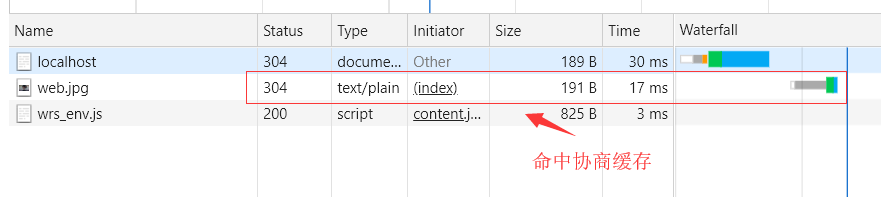 Name Status Type Initiator Size Time Waterfall
localhost 304 docume... Other 189 B 30 ms
web.jpg 304 text/plain (index) 191 B 17 ms
wrs_env.js 200 script content.j... 825 B 3 ms
命中协商缓存